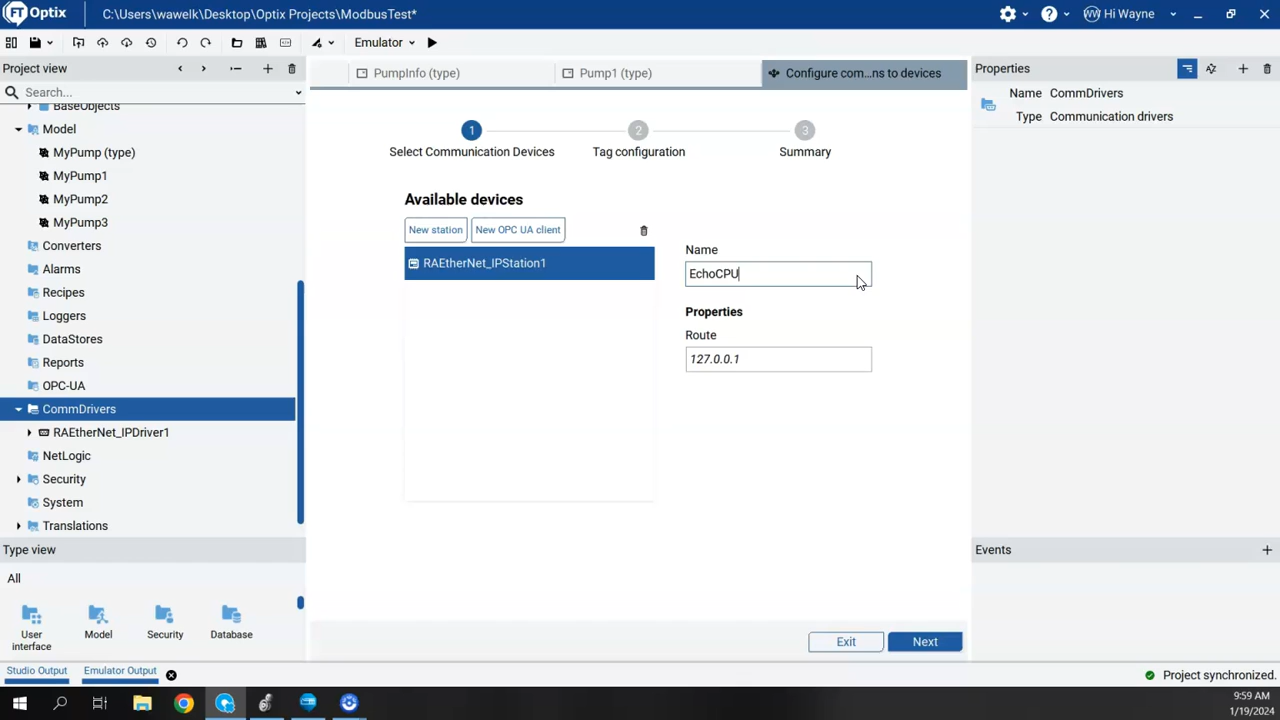 FT Optix
C:\Users\wawelk\Desktop\Optix Projects\ModbusTest*
WW Hi Wayne
Emulator
Project view
Search...
BaseObjects
Model
MyPump (type)
MyPump1
MyPump2
MyPump3
Converters
Alarms
Recipes
Loggers
DataStores
Reports
OPC-UA
CommDrivers
RAEtherNet_IPDriver1
NetLogic
Security
System
Translations
Type view
All
User interface
Model
Security
Database
Studio Output
Emulator Output
PumpInfo (type)
Pump1 (type)
Configure com...ns to devices
1
2
3
Select Communication Devices
Tag configuration
Summary
Available devices
New station
New OPC UA client
RAEtherNet_IPStation1
Name
EchoCPU
Properties
Route
127.0.0.1
Exit
Next
Properties
Name CommDrivers
Type Communication drivers
Events
Project synchronized.
9:59 AM
1/19/2024